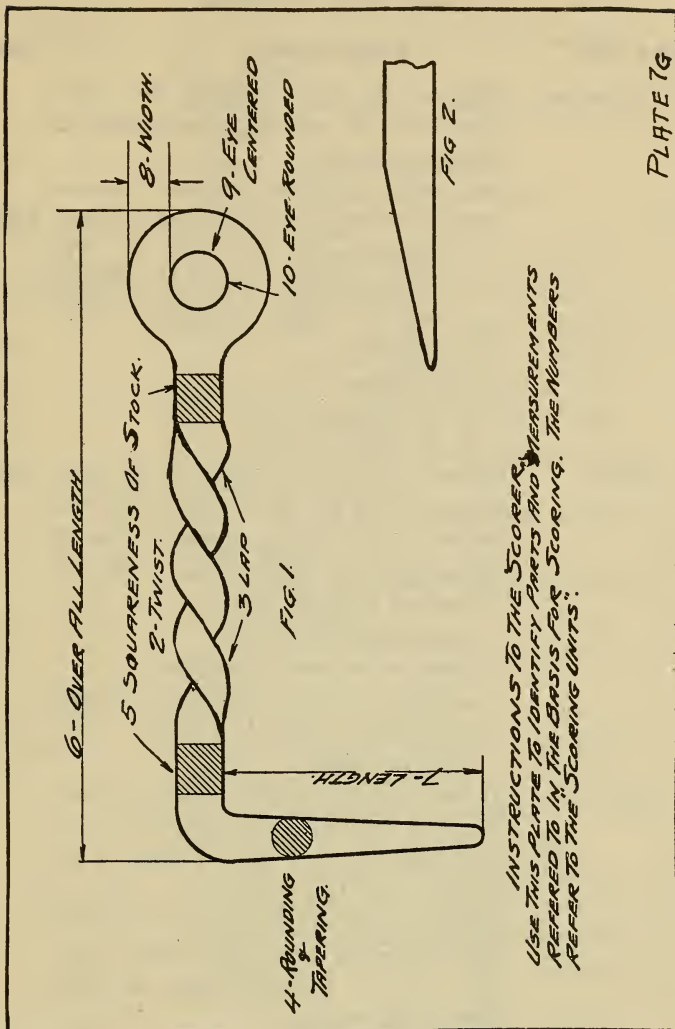 6- OVER ALL LENGTH
8- WIDTH.
5 SQUARENESS OF STOCK.
2- TWIST.
9- EYE
CENTERED
10- EYE ROUNDED
3 LAP
FIG. 1.
7- LENGTH.
4- ROUNDING
&
TAPERING.
FIG 2.
INSTRUCTIONS TO THE SCORER.
USE THIS PLATE TO IDENTIFY PARTS AND MEASUREMENTS
REFERED TO IN THE "BASIS FOR SCORING. THE NUMBERS
REFER TO THE "SCORING UNITS".
PLATE 7G